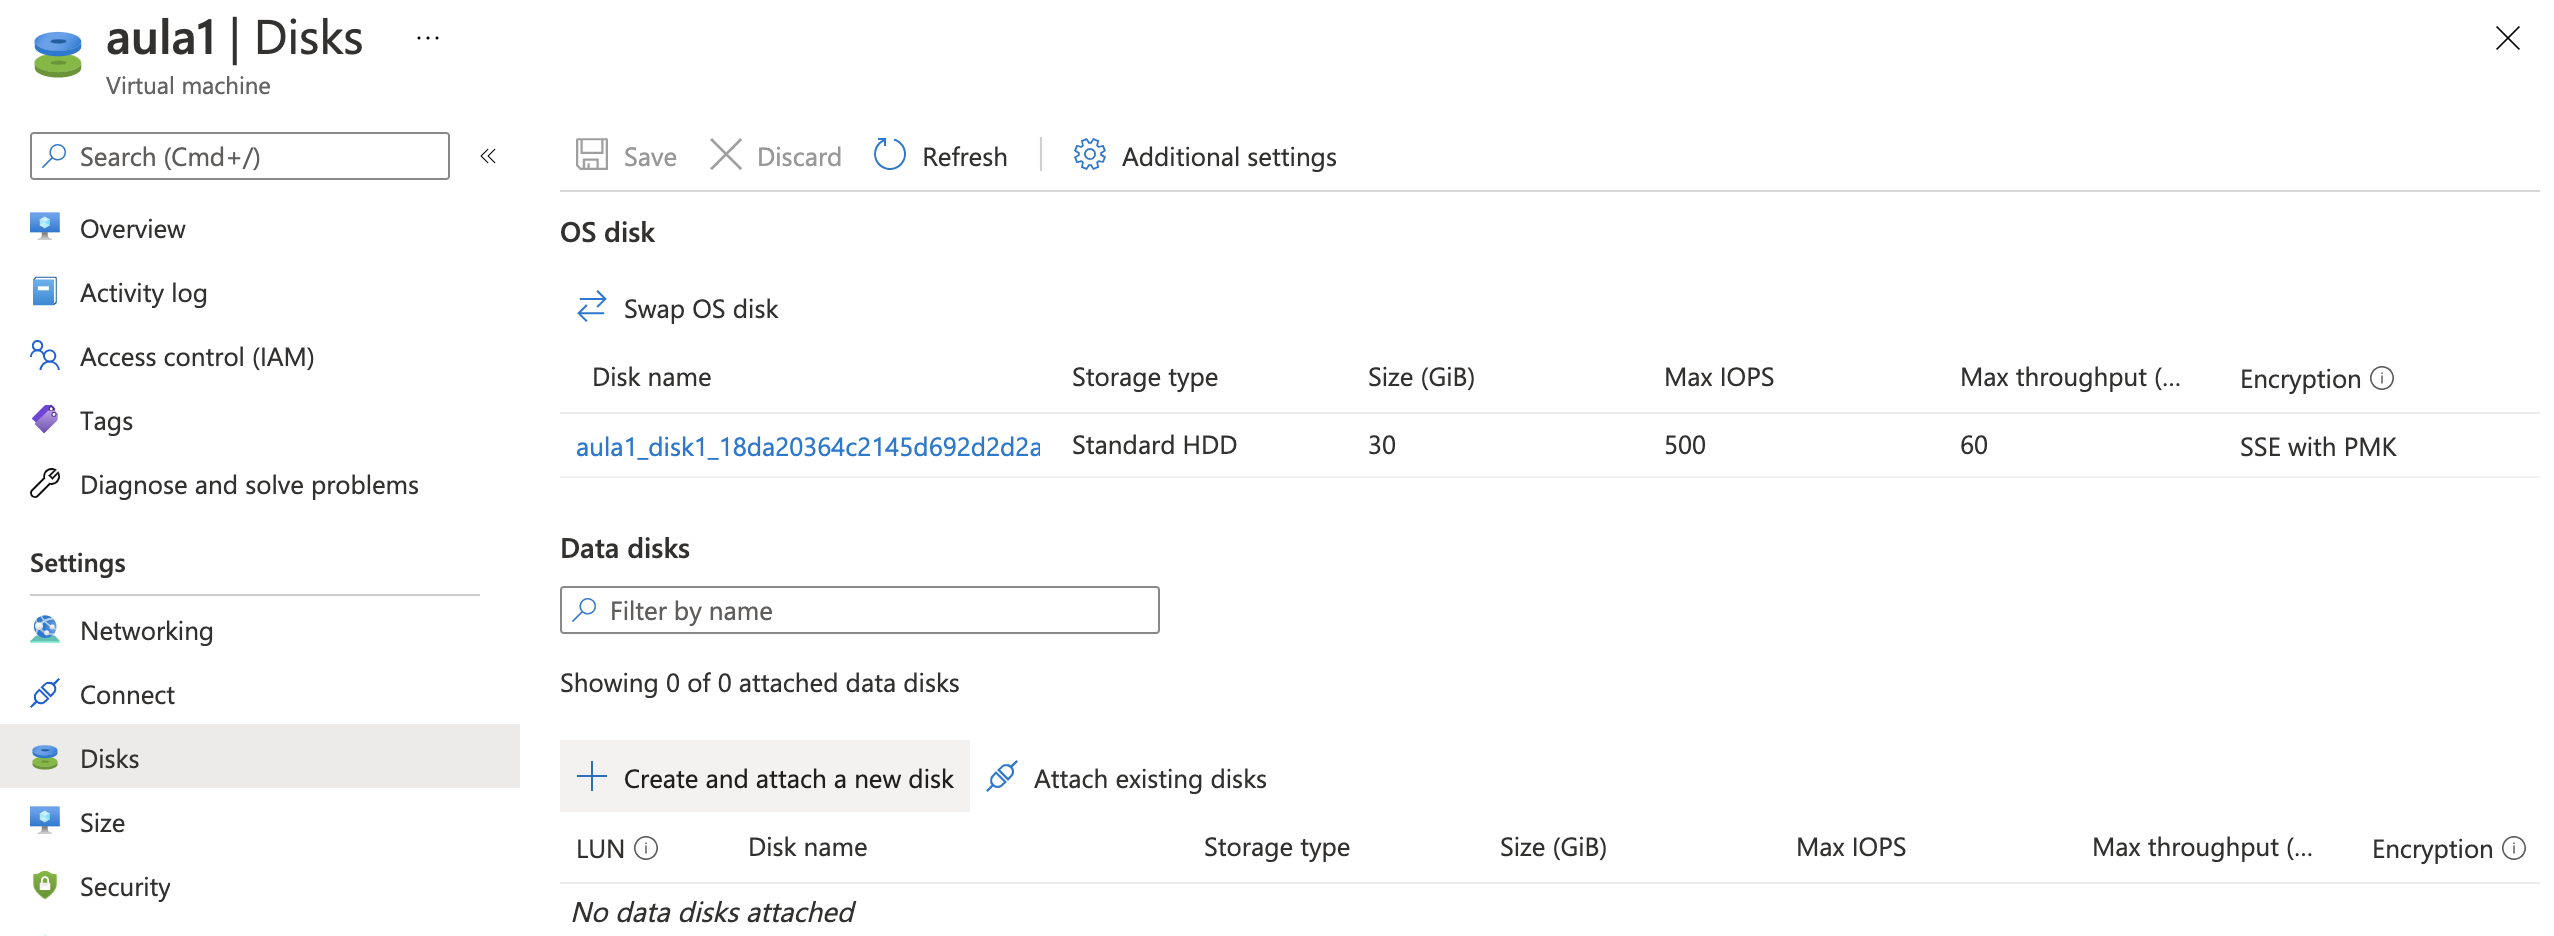 aula1 | Disks ...
Virtual machine
Search (Cmd+/)
«
Overview
Activity log
Access control (IAM)
Tags
Diagnose and solve problems
Settings
Networking
Connect
Disks
Size
Security
Save Discard Refresh Additional settings
OS disk
Swap OS disk
Disk name Storage type Size (GiB) Max IOPS Max throughput (... Encryption
aula1_disk1_18da20364c2145d692d2d2a Standard HDD 30 500 60 SSE with PMK
Data disks
Filter by name
Showing 0 of 0 attached data disks
Create and attach a new disk Attach existing disks
LUN Disk name Storage type Size (GiB) Max IOPS Max throughput (... Encryption
No data disks attached